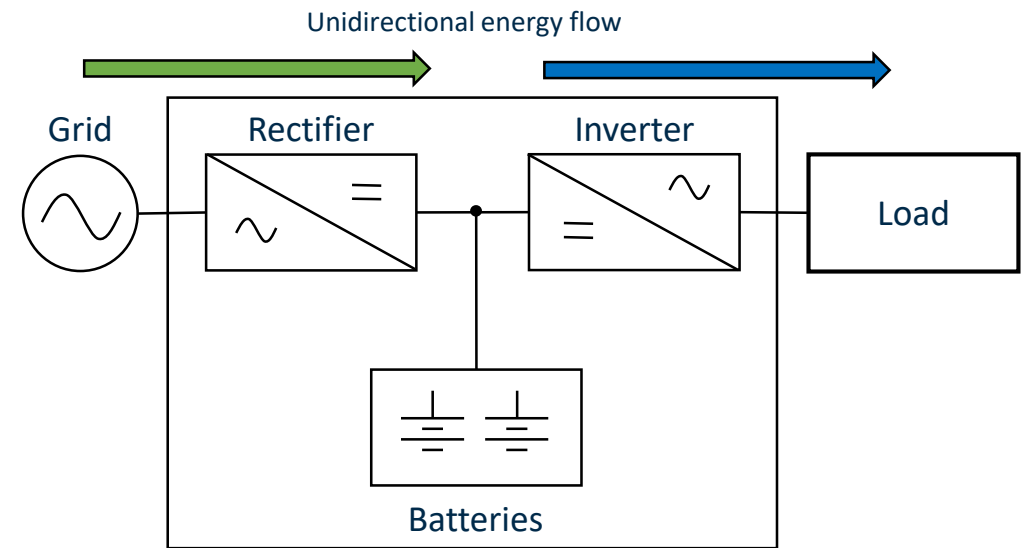 Unidirectional energy flow
Grid
Rectifier
Inverter
Load
Batteries